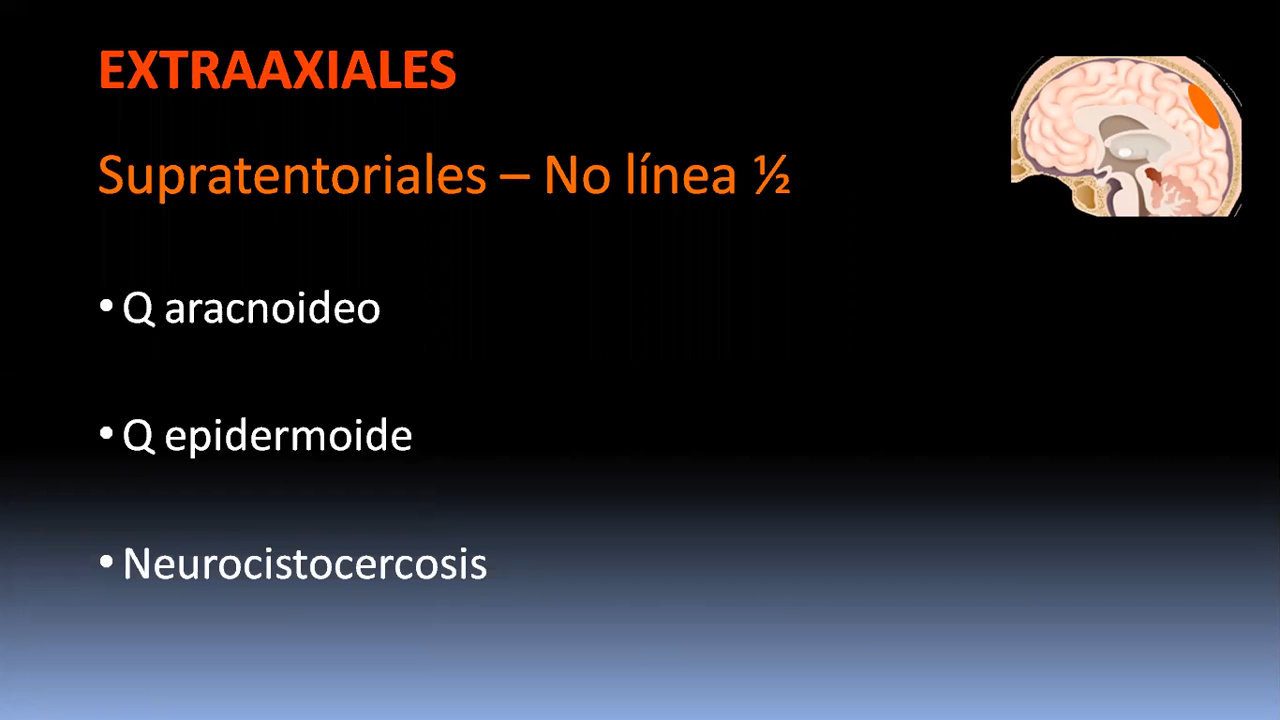 EXTRAAXIALES
Supratentoriales – No línea ½
• Q aracnoideo
• Q epidermoide
• Neurocistocercosis